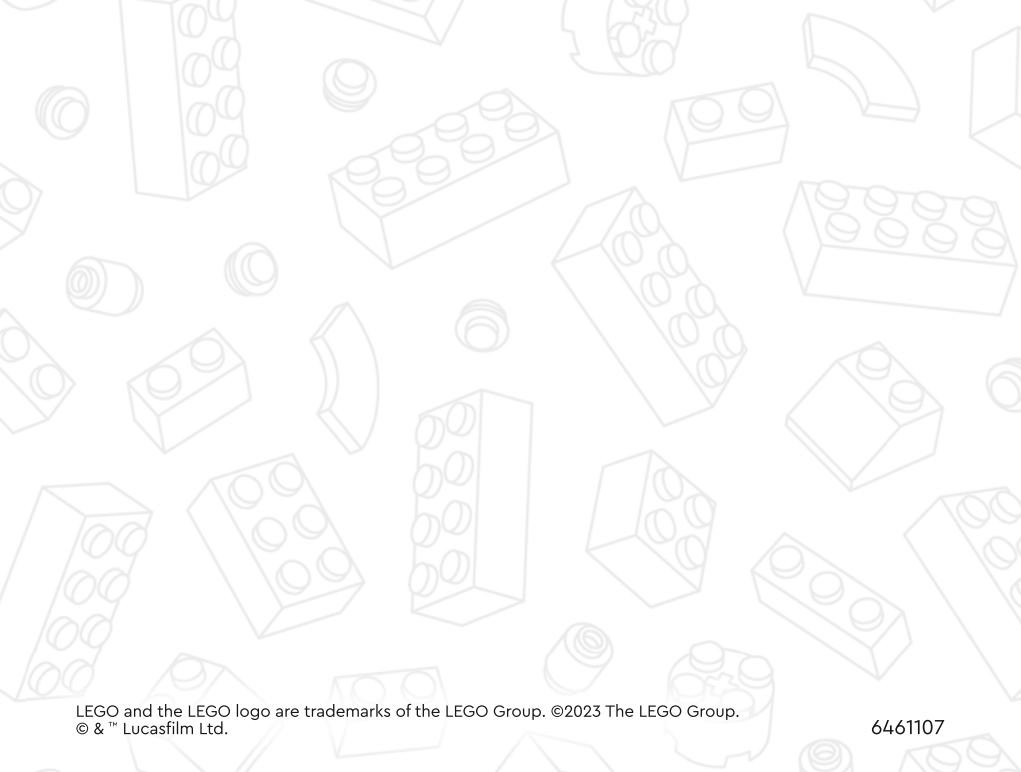 LEGO and the LEGO logo are trademarks of the LEGO Group. ©2023 The LEGO Group.
© & ™ Lucasfilm Ltd.
6461107